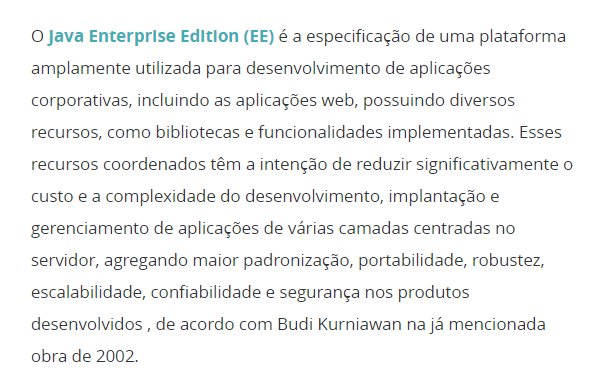 O Java Enterprise Edition (EE) é a especificação de uma plataforma
amplamente utilizada para desenvolvimento de aplicações
corporativas, incluindo as aplicações web, possuindo diversos
recursos, como bibliotecas e funcionalidades implementadas. Esses
recursos coordenados têm a intenção de reduzir significativamente o
custo e a complexidade do desenvolvimento, implantação e
gerenciamento de aplicações de várias camadas centradas no
servidor, agregando maior padronização, portabilidade, robustez,
escalabilidade, confiabilidade e segurança nos produtos
desenvolvidos , de acordo com Budi Kurniawan na já mencionada
obra de 2002.